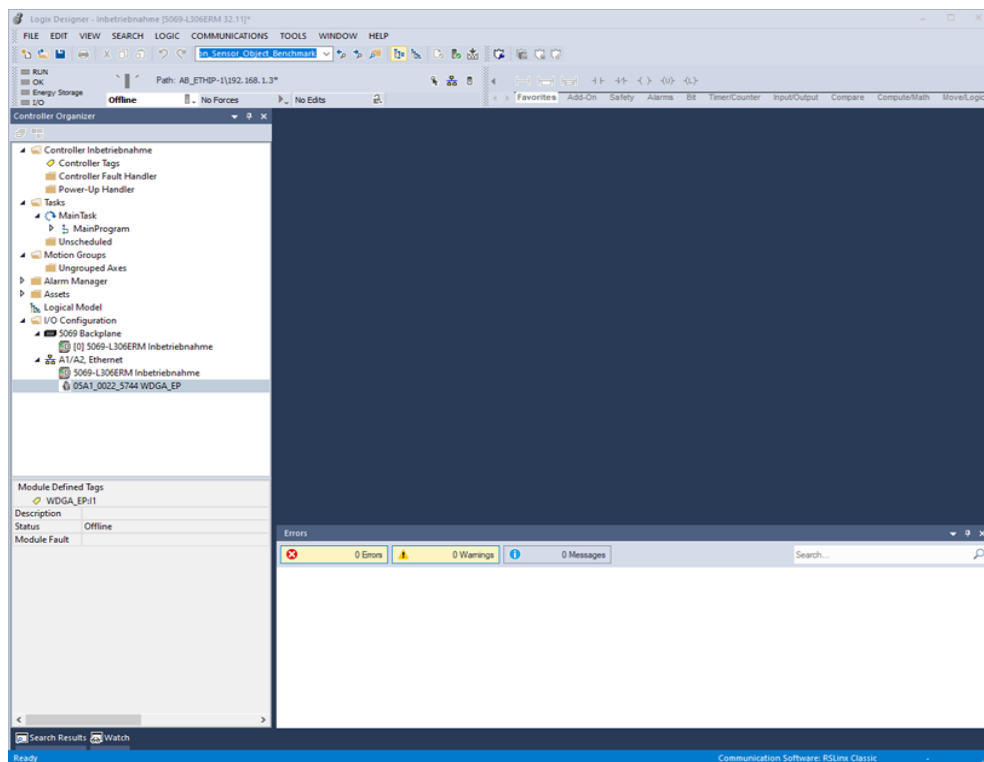 Logix Designer - Inbetriebnahme [5069-L306ERM 32.11]*
FILE EDIT VIEW SEARCH LOGIC COMMUNICATIONS TOOLS WINDOW HELP
on_Sensor_Object_Benchmark
RUN
OK
Energy Storage
I/O
Path: AB_ETHIP-1\192.168.1.3*
Offline
No Forces
No Edits
Favorites Add-On Safety Alarms Bit Timer/Counter Input/Output Compare Compute/Math Move/Logic
Controller Organizer
Controller Inbetriebnahme
Controller Tags
Controller Fault Handler
Power-Up Handler
Tasks
MainTask
MainProgram
Unscheduled
Motion Groups
Ungrouped Axes
Alarm Manager
Assets
Logical Model
I/O Configuration
5069 Backplane
[0] 5069-L306ERM Inbetriebnahme
A1/A2, Ethernet
5069-L306ERM Inbetriebnahme
05A1_0022_5744 WDGA_EP
Module Defined Tags
WDGA_EP:I1
Description
Status Offline
Module Fault
Errors
0 Errors
0 Warnings
0 Messages
Search...
Search Results
Watch
Ready
Communication Software: RSLinx Classic